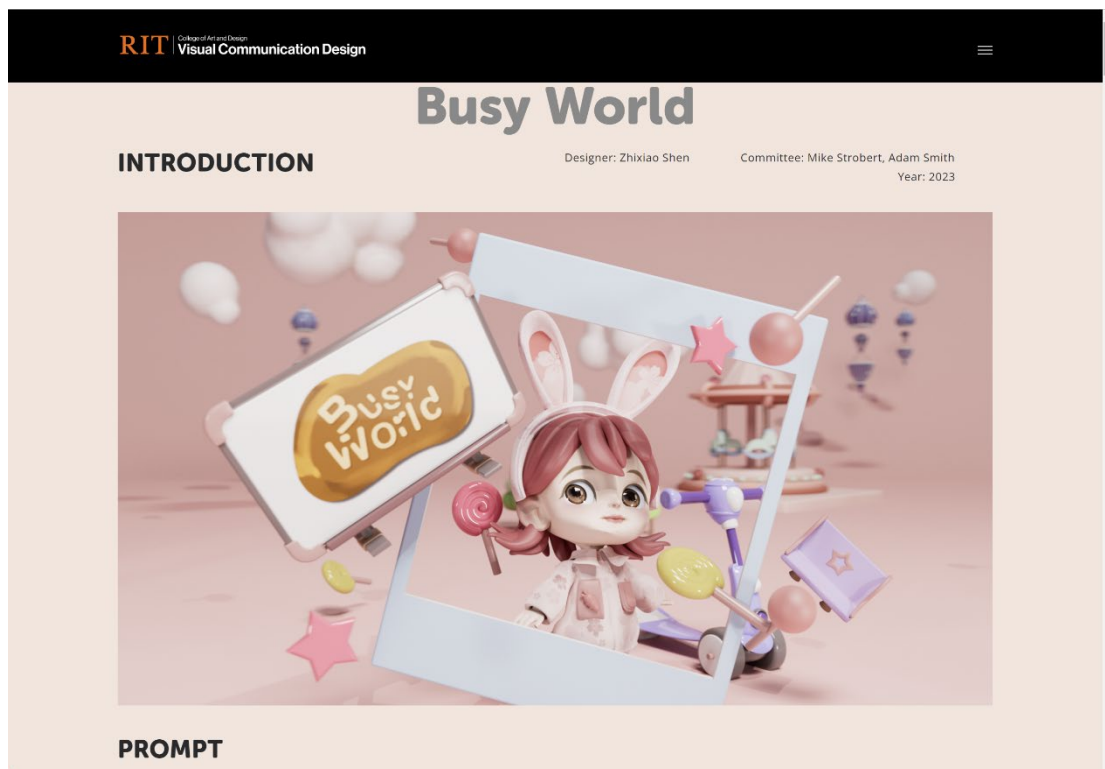 RIT
College of Art and Design
Visual Communication Design
Busy World
INTRODUCTION
Designer: Zhixiao Shen
Committee: Mike Strobert, Adam Smith
Year: 2023
Busy
World
PROMPT